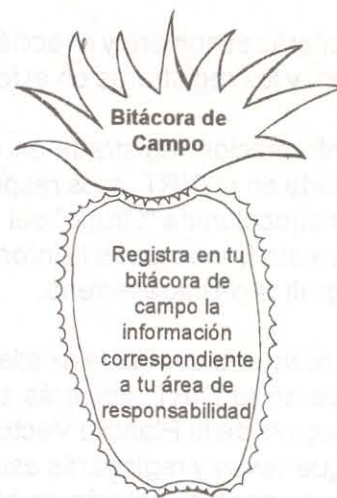 Bitácora de
Campo
Registra en tu
bitácora de
campo la
información
correspondiente
a tu área de
responsabilidad